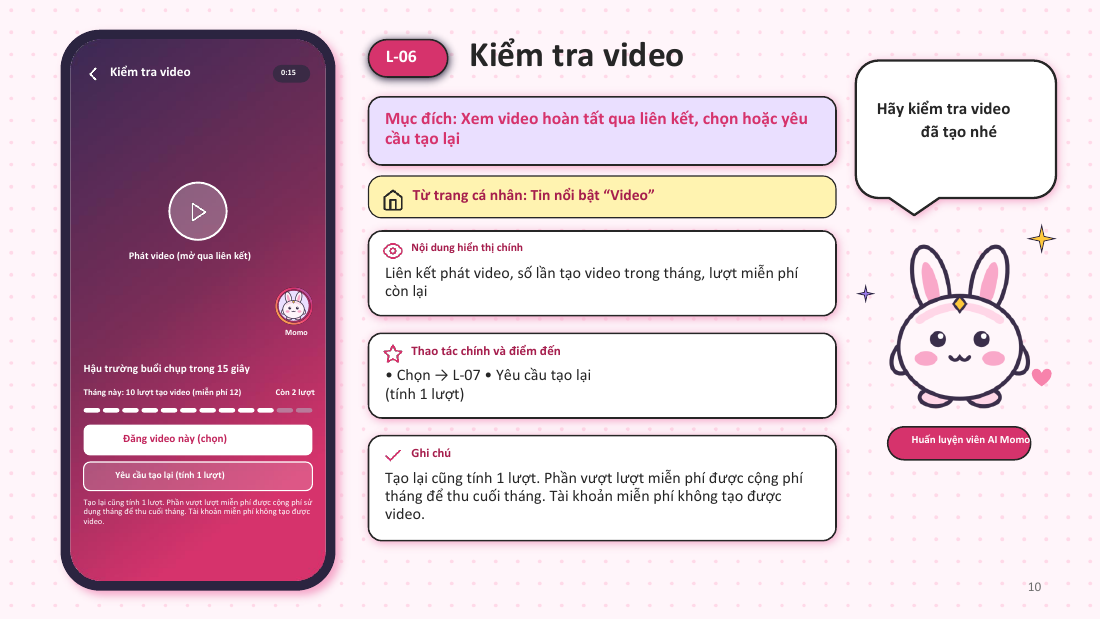 Kiểm tra video
0:15
Phát video (mở qua liên kết)
Momo
Hậu trường buổi chụp trong 15 giây
Tháng này: 10 lượt tạo video (miễn phí 12)
Còn 2 lượt
Đăng video này (chọn)
Yêu cầu tạo lại (tính 1 lượt)
Tạo lại cũng tính 1 lượt. Phần vượt lượt miễn phí được cộng phí sử
dụng tháng để thu cuối tháng. Tài khoản miễn phí không tạo được
video.
L-06
Kiểm tra video
Mục đích: Xem video hoàn tất qua liên kết, chọn hoặc yêu
cầu tạo lại
Từ trang cá nhân: Tin nổi bật “Video”
Nội dung hiển thị chính
Liên kết phát video, số lần tạo video trong tháng, lượt miễn phí
còn lại
Thao tác chính và điểm đến
• Chọn → L-07 • Yêu cầu tạo lại
(tính 1 lượt)
Ghi chú
Tạo lại cũng tính 1 lượt. Phần vượt lượt miễn phí được cộng phí
tháng để thu cuối tháng. Tài khoản miễn phí không tạo được
video.
Hãy kiểm tra video
đã tạo nhé
Huấn luyện viên AI Momo
10